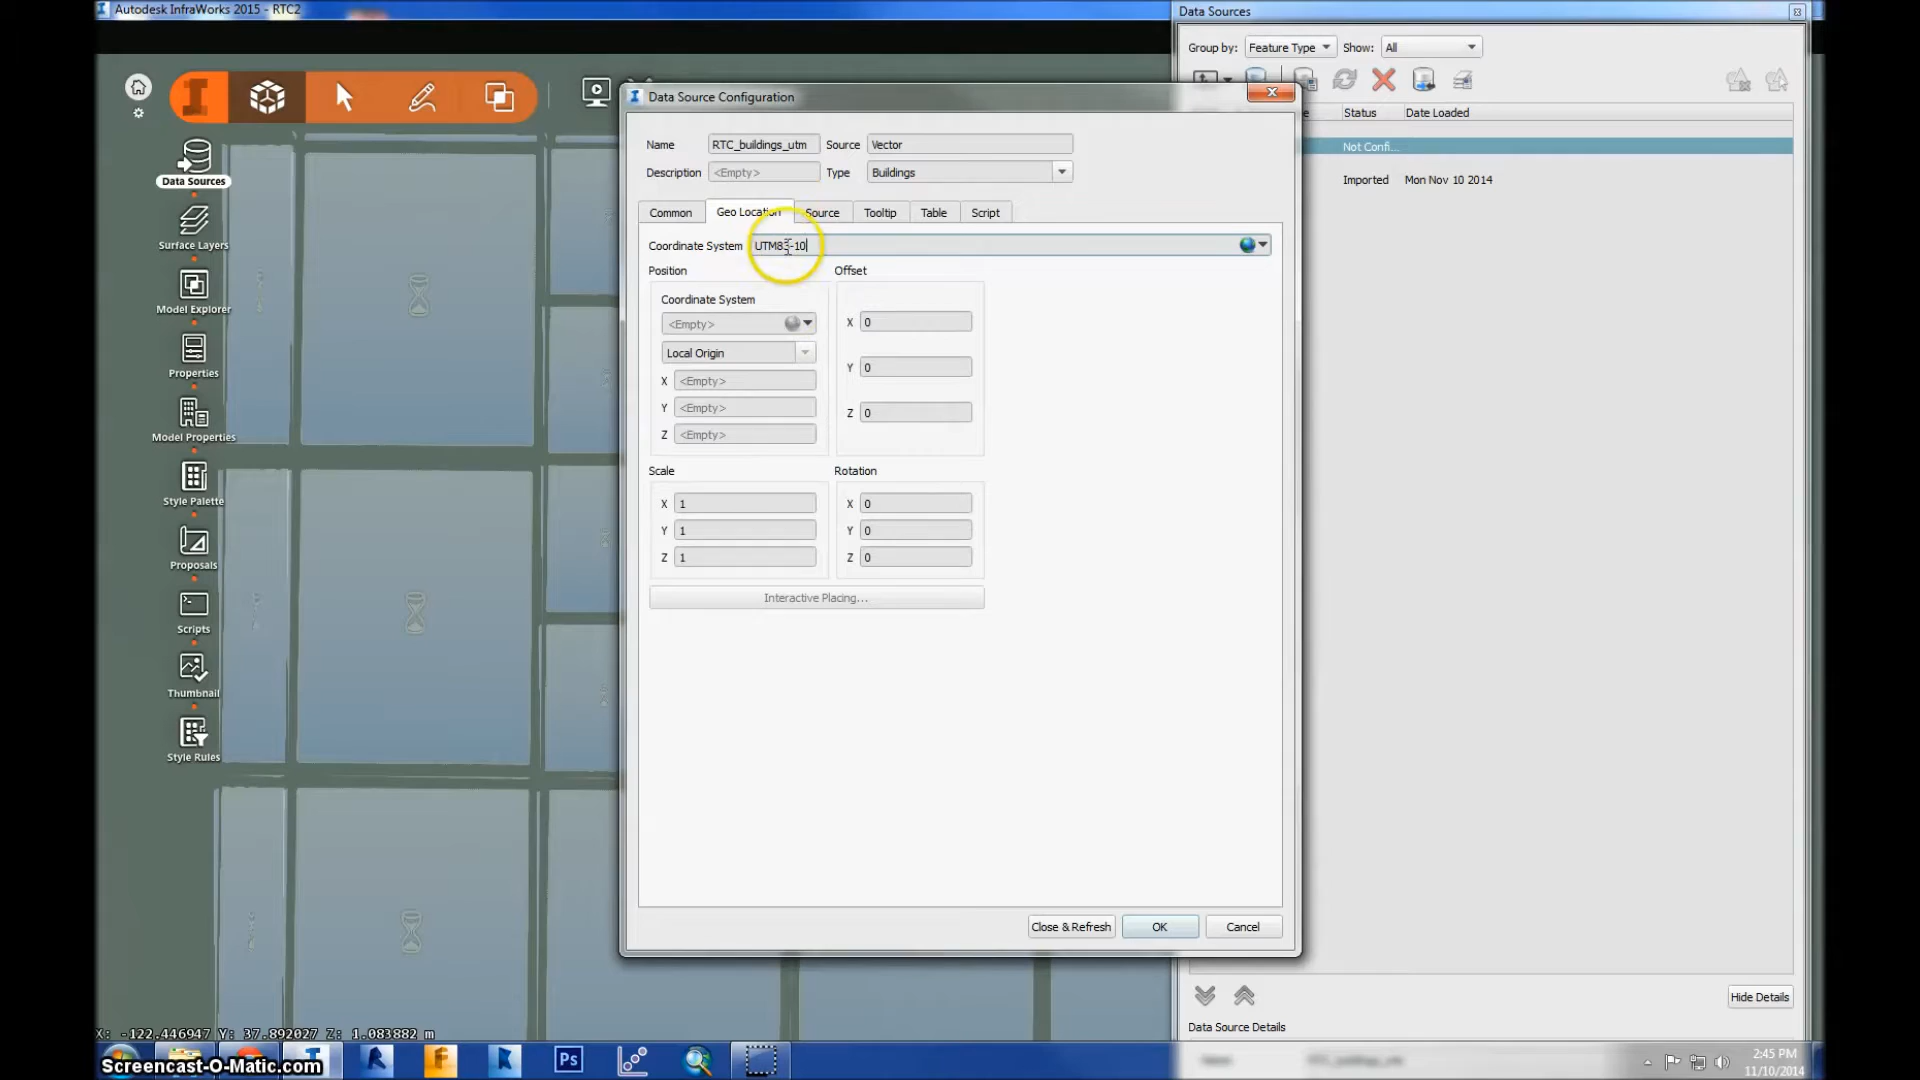 Autodesk InfraWorks 2015 - RTC2
Data Sources
Group by: Feature Type Show: All
Status Date Loaded
Not Confi...
Imported Mon Nov 10 2014
Data Sources
Surface Layers
Model Explorer
Properties
Model Properties
Style Palette
Proposals
Scripts
Thumbnail
Style Rules
Data Source Configuration
Name RTC_buildings_utm Source Vector
Description <Empty> Type Buildings
Common Geo Location Source Tooltip Table Script
Coordinate System UTM83-10
Position Offset
Coordinate System
<Empty>
Local Origin
X <Empty>
Y <Empty>
Z <Empty>
X 0
Y 0
Z 0
Scale Rotation
X 1
Y 1
Z 1
X 0
Y 0
Z 0
Interactive Placing...
Close & Refresh OK Cancel
Hide Details
Data Source Details
X: -122.446947 Y: 37.892027 Z: 1.083882 m
Screencast-O-Matic.com
Ps
2:45 PM
11/10/2014